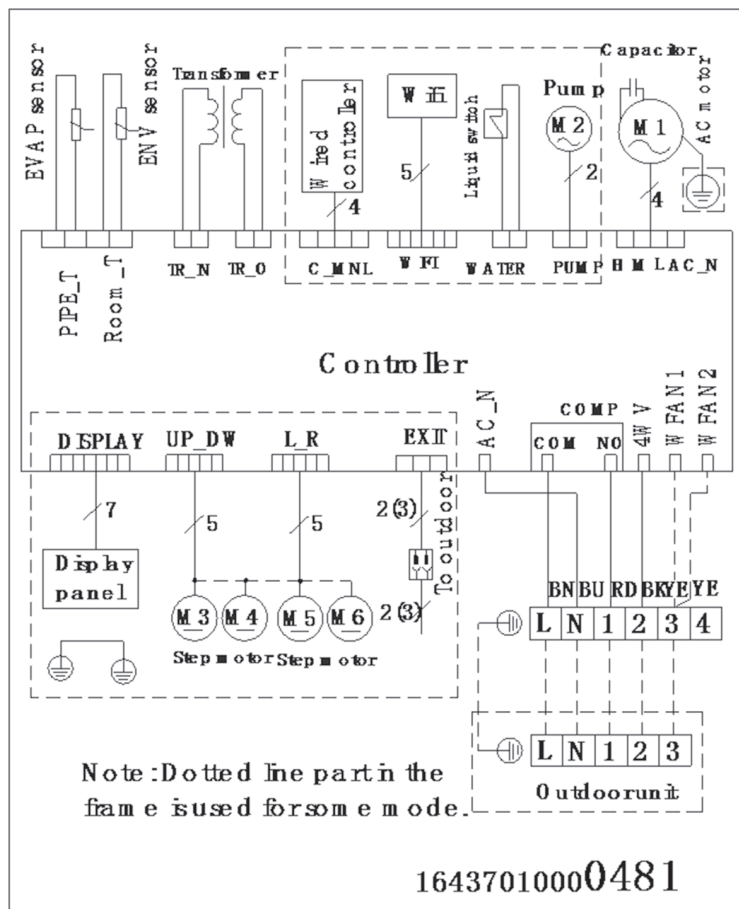 Capacitor
Transformer
EVAP sensor
ENV sensor
Wired controller
Wifi
Liquid switch
Pump
M2
M1
AC motor
4
5
2
4
PIPE_T
Room_T
TR_N
TR_O
C_MNL
WIFI
WATER
PUMP
H M L AC_N
Controller
AC_N
COMP
COM
NO
4WV
WFAN1
WFAN2
DISPLAY
UP_DW
L_R
EXIT
7
5
5
2(3)
To outdoor
2(3)
Display
panel
M3
M4
M5
M6
Step motor
Step motor
BN BU RD BK YE YE
L N 1 2 3 4
L N 1 2 3
Outdoor unit
Note:Dotted line part in the
frame is used for some mode.
16437010000481